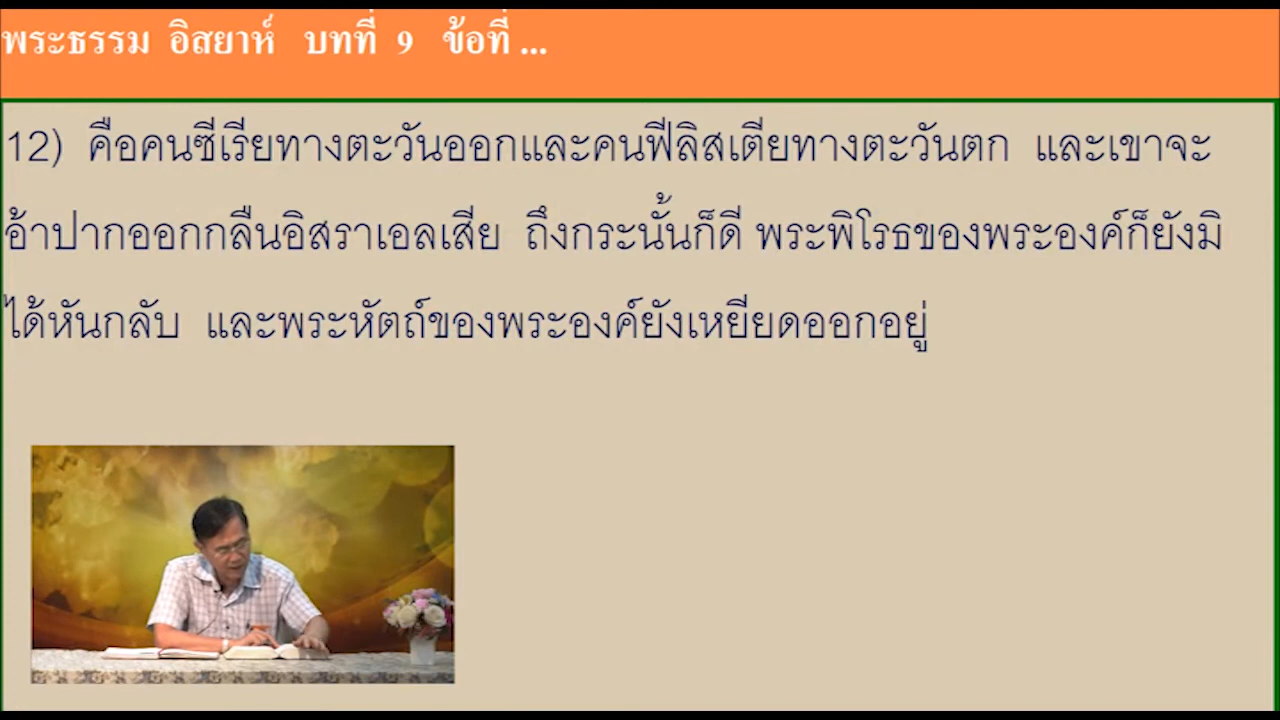 พระธรรม อิสยาห์ บทที่ 9 ข้อที่ ...
12) คือคนซีเรียทางตะวันออกและคนฟีลิสเตียทางตะวันตก และเขาจะ
อ้าปากออกกลืนอิสราเอลเสีย ถึงกระนั้นก็ดี พระพิโรธของพระองค์ก็ยังมิ
ได้หันกลับ และพระหัตถ์ของพระองค์ยังเหยียดออกอยู่